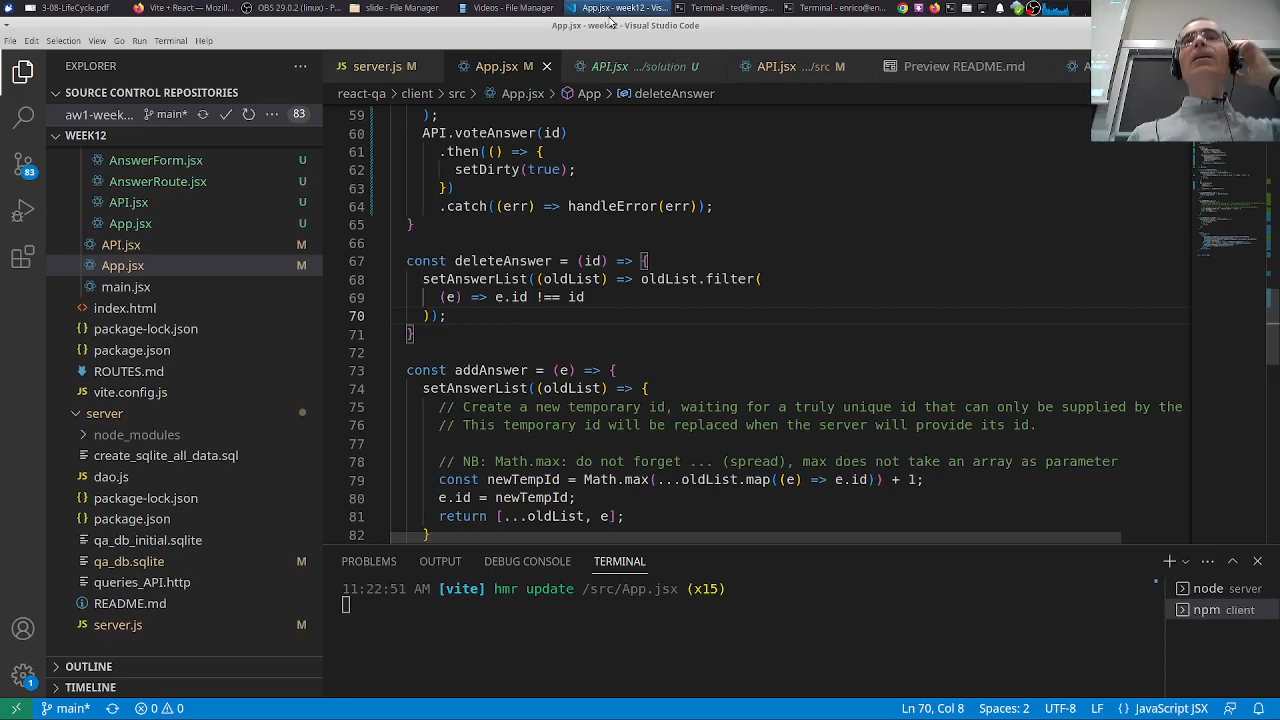 3-08-LifeCycle.pdf
Vite + React — Mozilla Firefox
OBS 29.0.2 (linux) - P...
slide - File Manager
Videos - File Manager
App.jsx - week12 - Vis...
Terminal - ted@ings...
Terminal - enrico@en...
App.jsx - week12 - Visual Studio Code
File Edit Selection View Go Run Terminal Help
EXPLORER
SOURCE CONTROL REPOSITORIES
aw1-week... main* 83
WEEK12
AnswerForm.jsx U
AnswerRoute.jsx U
API.jsx U
App.jsx U
API.jsx M
App.jsx M
main.jsx
index.html
package-lock.json
package.json
ROUTES.md
vite.config.js
server
node_modules
create_sqlite_all_data.sql
dao.js
package-lock.json
package.json
qa_db_initial.sqlite
qa_db.sqlite M
queries_API.http
README.md
server.js M
OUTLINE
TIMELINE
83
1
server.js M
App.jsx M
API.jsx .../solution U
API.jsx .../src M
Preview README.md
react-qa > client > src > App.jsx > App > deleteAnswer
59 );
60 API.voteAnswer(id)
61 .then(() => {
62 setDirty(true);
63 })
64 .catch((err) => handleError(err));
65 }
66
67 const deleteAnswer = (id) => {
68 setAnswerList((oldList) => oldList.filter(
69 (e) => e.id !== id
70 ));
71 }
72
73 const addAnswer = (e) => {
74 setAnswerList((oldList) => {
75 // Create a new temporary id, waiting for a truly unique id that can only be supplied by the
76 // This temporary id will be replaced when the server will provide its id.
77
78 // NB: Math.max: do not forget ... (spread), max does not take an array as parameter
79 const newTempId = Math.max(...oldList.map((e) => e.id)) + 1;
80 e.id = newTempId;
81 return [...oldList, e];
82 }
PROBLEMS OUTPUT DEBUG CONSOLE TERMINAL
11:22:51 AM [vite] hmr update /src/App.jsx (x15)
node server
npm client
main* 0 0 Ln 70, Col 8 Spaces: 2 UTF-8 LF {} JavaScript JSX